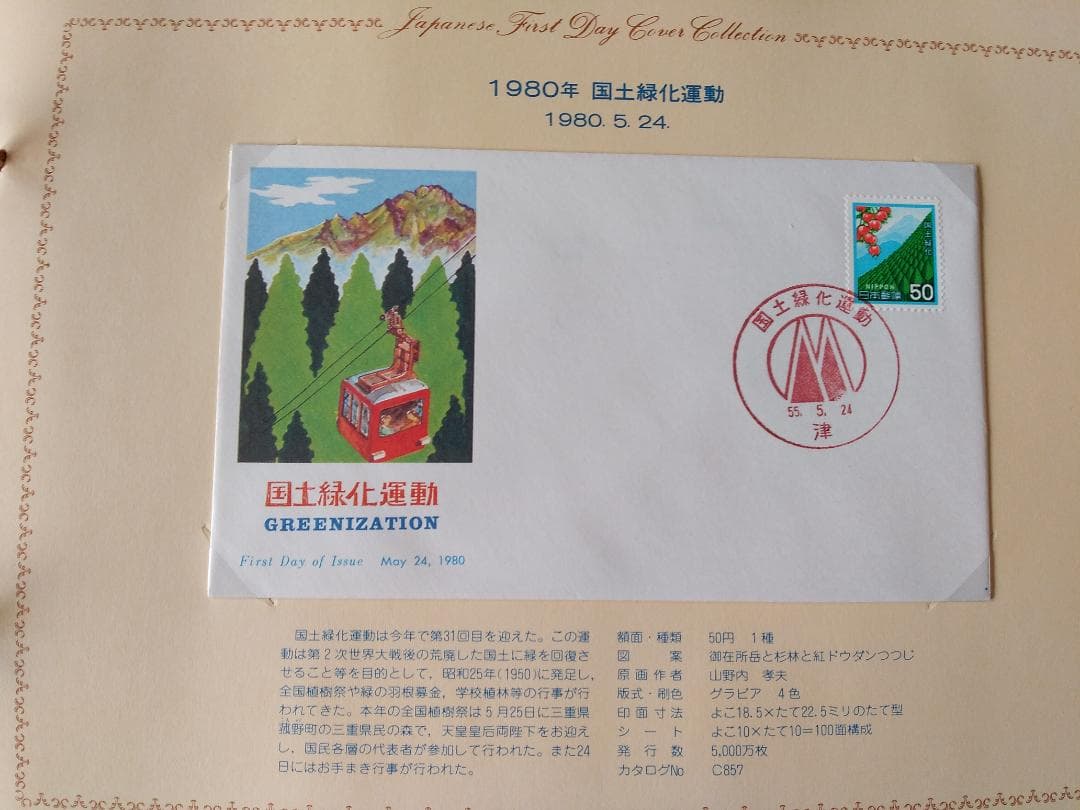 Japanese First Day Cover Collection
1980年 国土緑化運動
1980. 5. 24.
国土緑化
NIPPON
日本郵便 50
国土緑化運動
55. 5. 24
津
国土緑化運動
GREENIZATION
First Day of Issue May 24, 1980
国土緑化運動は今年で第31回目を迎えた。この運
動は第2次世界大戦後の荒廃した国土に緑を回復さ
せること等を目的として，昭和25年(1950)に発足し，
全国植樹祭や緑の羽根募金，学校植林等の行事が行
われてきた。本年の全国植樹祭は5月25日に三重県
菰野町の三重県民の森で，天皇皇后両陛下をお迎え
し，国民各層の代表者が参加して行われた。また24
日にはお手まき行事が行われた。
額面・種類 50円 1種
図案 御在所岳と杉林と紅ドウダンつつじ
原画作者 山野内 孝夫
版式・刷色 グラビア 4色
印面寸法 よこ18.5×たて22.5ミリのたて型
シート よこ10×たて10=100面構成
発行数 5,000万枚
カタログNo C857